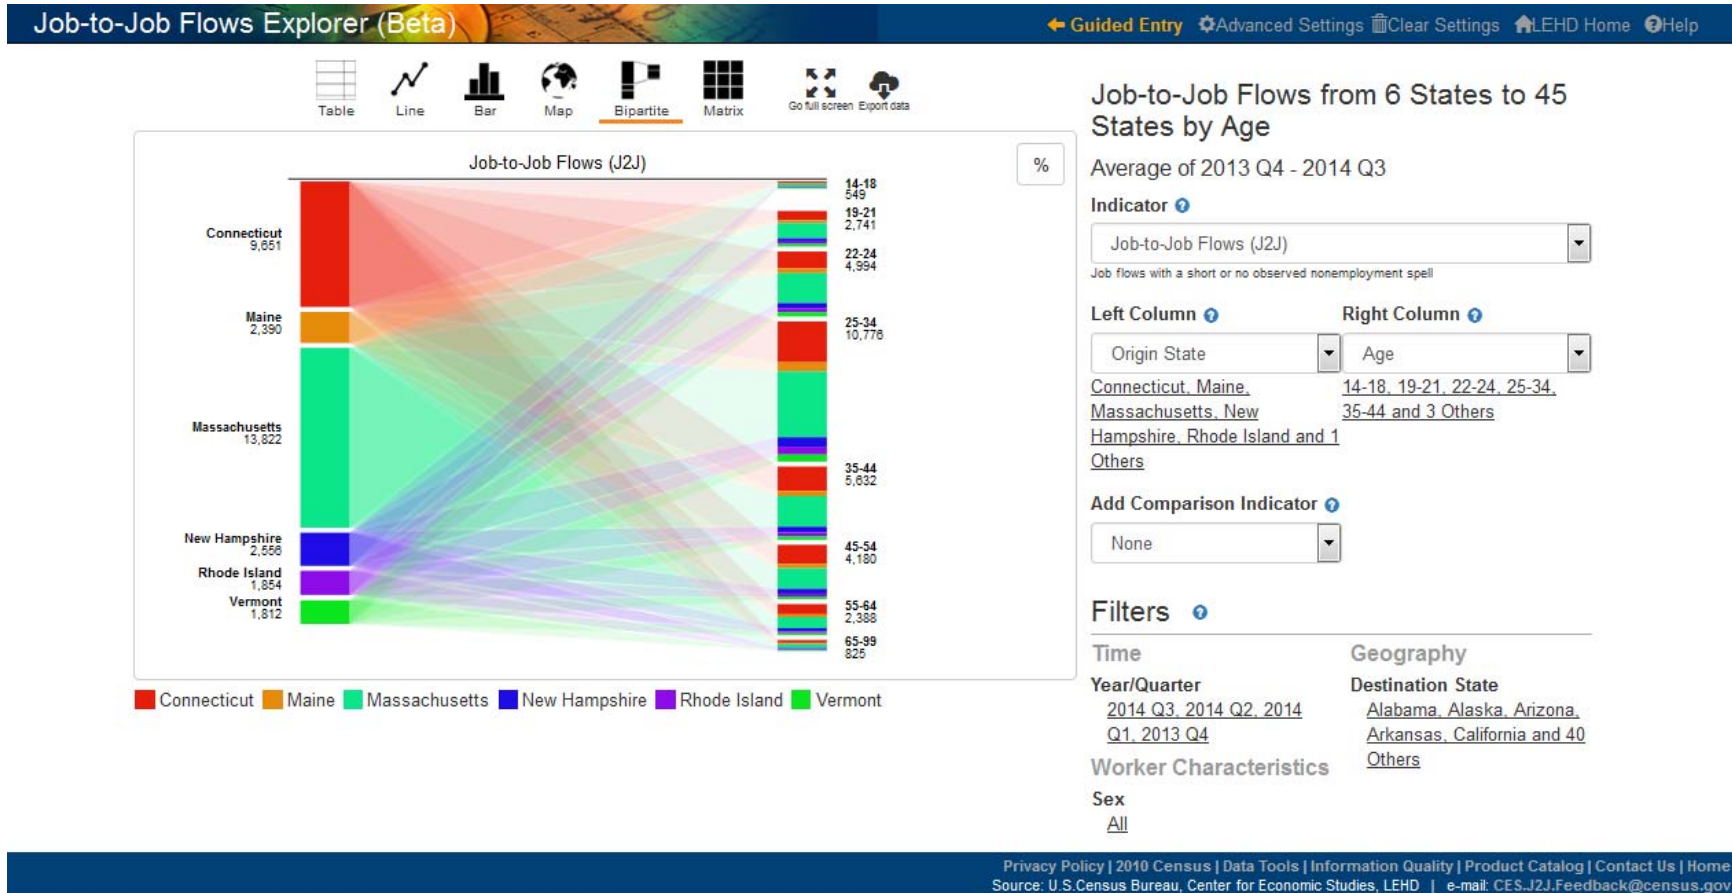 Job-to-Job Flows Explorer (Beta)
Guided Entry Advanced Settings Clear Settings LEHD Home Help
Table Line Bar Map Bipartite Matrix Go full screen Export data
Job-to-Job Flows (J2J)
%
Connecticut
9,651
Maine
2,390
Massachusetts
13,822
New Hampshire
2,556
Rhode Island
1,854
Vermont
1,812
14-18
549
19-21
2,741
22-24
4,994
25-34
10,776
35-44
5,632
45-54
4,180
55-64
2,388
65-99
825
Connecticut Maine Massachusetts New Hampshire Rhode Island Vermont
Job-to-Job Flows from 6 States to 45
States by Age
Average of 2013 Q4 - 2014 Q3
Indicator
Job-to-Job Flows (J2J)
Job flows with a short or no observed nonemployment spell
Left Column
Origin State
Connecticut, Maine,
Massachusetts, New
Hampshire, Rhode Island and 1
Others
Right Column
Age
14-18, 19-21, 22-24, 25-34,
35-44 and 3 Others
Add Comparison Indicator
None
Filters
Time
Year/Quarter
2014 Q3, 2014 Q2, 2014
Q1, 2013 Q4
Worker Characteristics
Sex
All
Geography
Destination State
Alabama, Alaska, Arizona,
Arkansas, California and 40
Others
Privacy Policy | 2010 Census | Data Tools | Information Quality | Product Catalog | Contact Us | Home
Source: U.S.Census Bureau, Center for Economic Studies, LEHD | e-mail: CES.J2J.Feedback@census.go